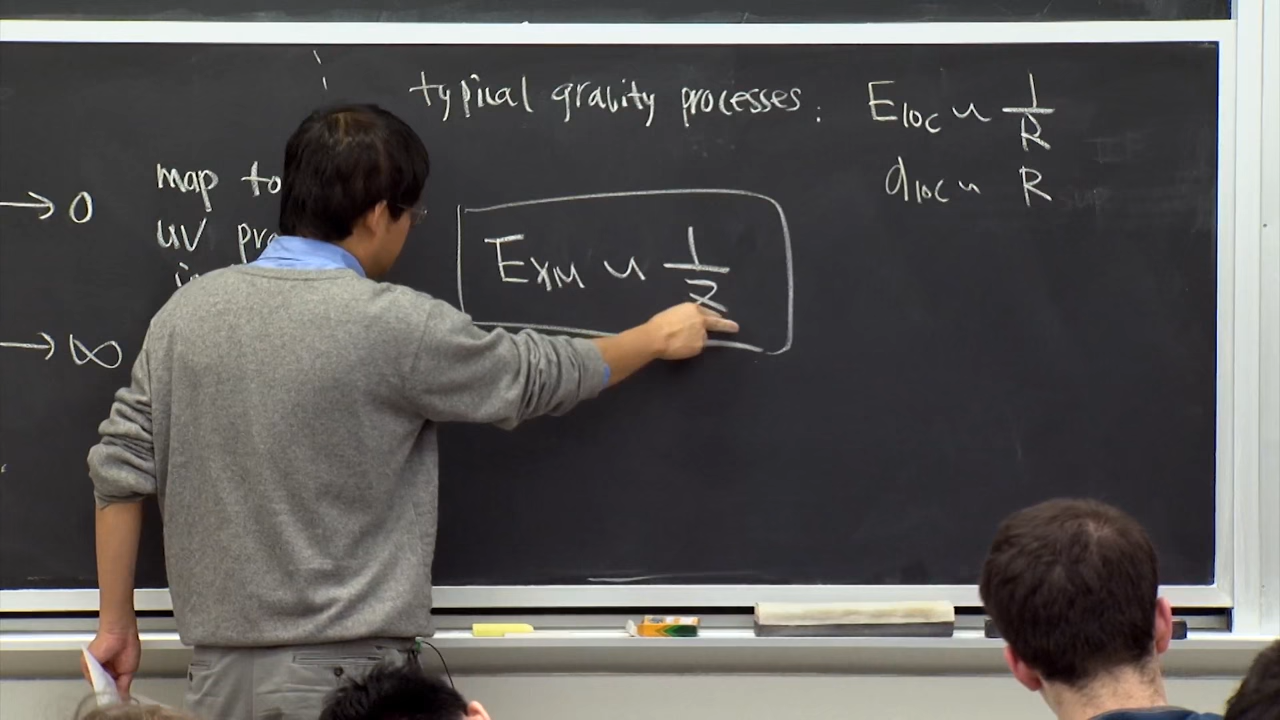 typical gravity processes: E_loc ~ 1/R
d_loc ~ R
→ 0 map to
UV
E_YM ~ 1/z
→ ∞